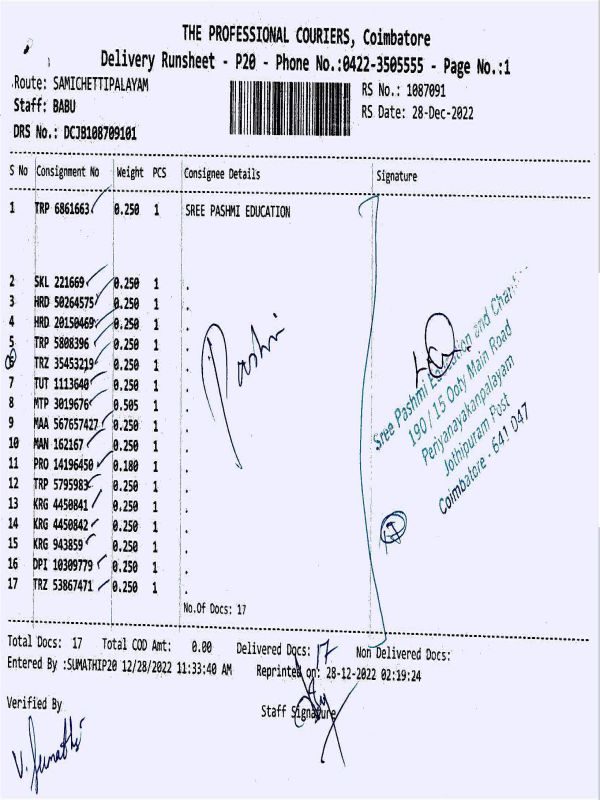 THE PROFESSIONAL COURIERS, Coimbatore
Delivery Runsheet - P20 - Phone No.:0422-3505555 - Page No.:1
Route: SAMICHETTIPALAYAM
RS No.: 1087091
Staff: BABU
RS Date: 28-Dec-2022
DRS No.: DCJB108709101
S No Consignment No Weight PCS Consignee Details Signature
1 TRP 6861663 0.250 1 SREE PASHMI EDUCATION
2 SKL 221669 0.250 1 .
3 HRD 50264575 0.250 1 .
4 HRD 20150469 0.250 1 .
5 TRP 5808396 0.250 1 .
6 TRZ 35453219 0.250 1 .
7 TUT 1113640 0.250 1 .
8 MTP 3019676 0.505 1 .
9 MAA 567657427 0.250 1 .
10 MAN 162167 0.250 1 .
11 PRO 14196450 0.180 1 .
12 TRP 5795983 0.250 1 .
13 KRG 4450841 0.250 1 .
14 KRG 4450842 0.250 1 .
15 KRG 943859 0.250 1 .
16 DPI 10309779 0.250 1 .
17 TRZ 53867471 0.250 1 .
Pashmi
Sree Pashmi Education and
190 / 15 Ooty Main Road
Periyanayakanpalayam
Jothipuram Post
Coimbatore - 641 047
17
No.Of Docs: 17
Total Docs: 17 Total COD Amt: 0.00 Delivered Docs: 17 Non Delivered Docs:
Entered By :SUMATHIP20 12/28/2022 11:33:40 AM Reprinted on: 28-12-2022 02:19:24
Verified By
Staff Signature
V. Sumathi